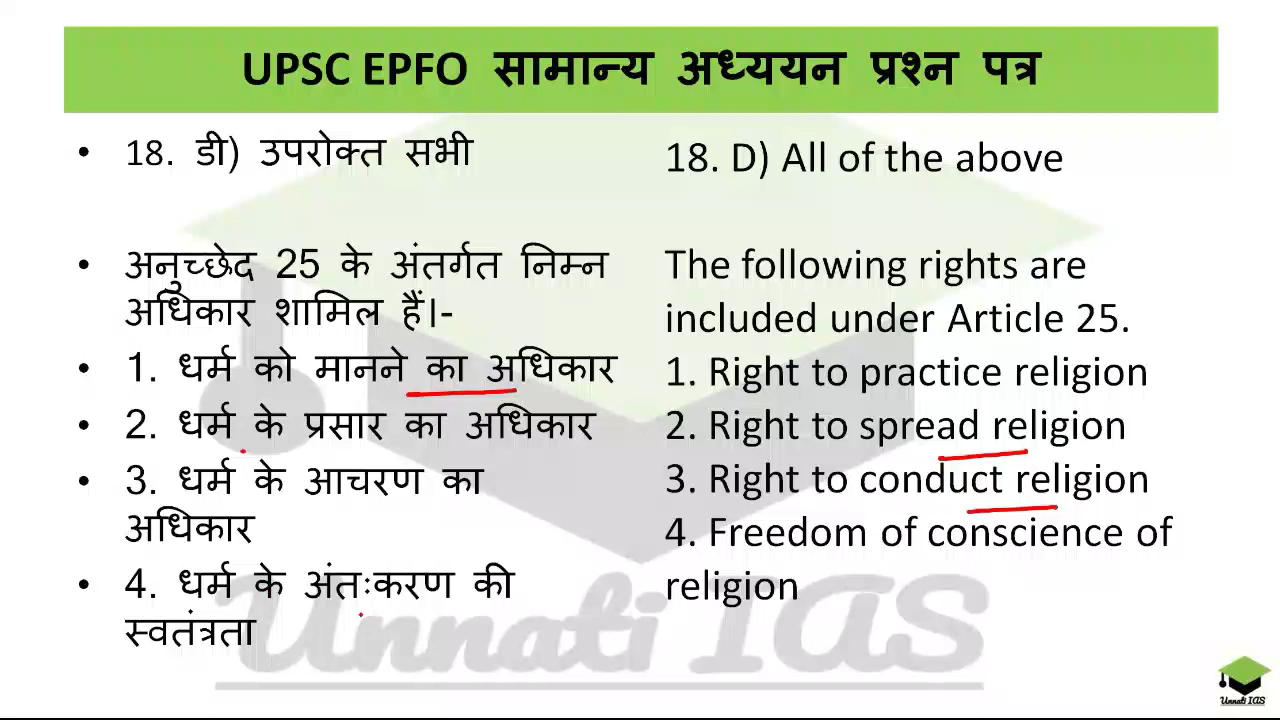 UPSC EPFO सामान्य अध्ययन प्रश्न पत्र
• 18. डी) उपरोक्त सभी
• अनुच्छेद 25 के अंतर्गत निम्न
अधिकार शामिल हैं।-
• 1. धर्म को मानने का अधिकार
• 2. धर्म के प्रसार का अधिकार
• 3. धर्म के आचरण का
अधिकार
• 4. धर्म के अंतःकरण की
स्वतंत्रता
18. D) All of the above
The following rights are
included under Article 25.
1. Right to practice religion
2. Right to spread religion
3. Right to conduct religion
4. Freedom of conscience of
religion
Unnati IAS
Unnati IAS